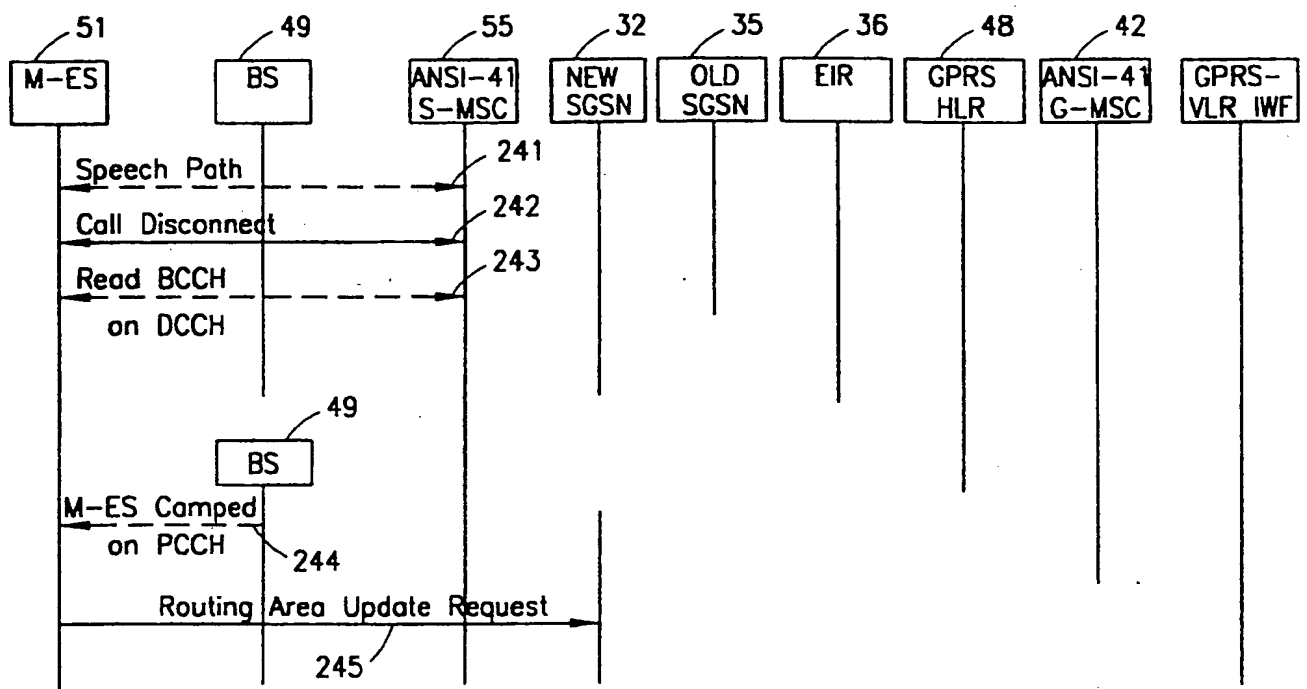 51
49
55
32
35
36
48
42
M-ES
BS
ANSI-41
S-MSC
NEW
SGSN
OLD
SGSN
EIR
GPRS
HLR
ANSI-41
G-MSC
GPRS-
VLR IWF
Speech Path
241
Call Disconnect
242
Read BCCH
on DCCH
243
49
BS
M-ES Camped
on PCCH
244
Routing Area Update Request
245